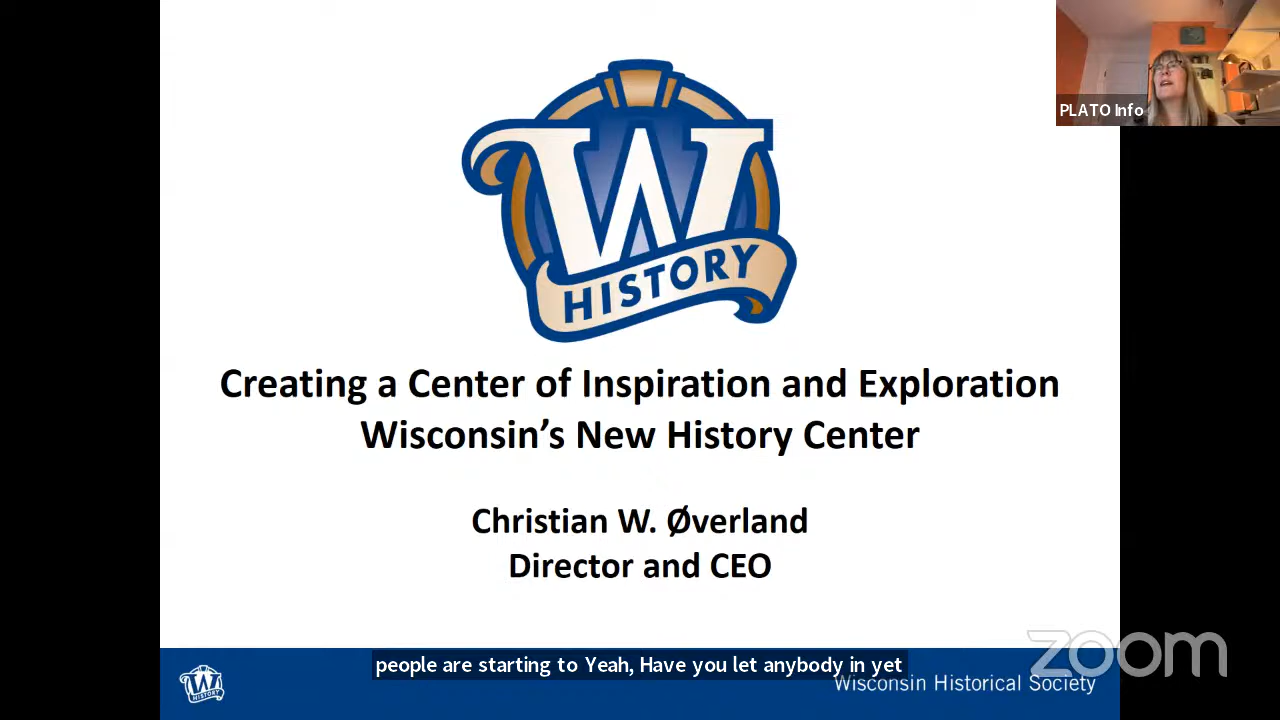 PLATO Info
W
HISTORY
Creating a Center of Inspiration and Exploration
Wisconsin’s New History Center
Christian W. Øverland
Director and CEO
people are starting to Yeah, Have you let anybody in yet
W
HISTORY
Wisconsin Historical Society
zoom